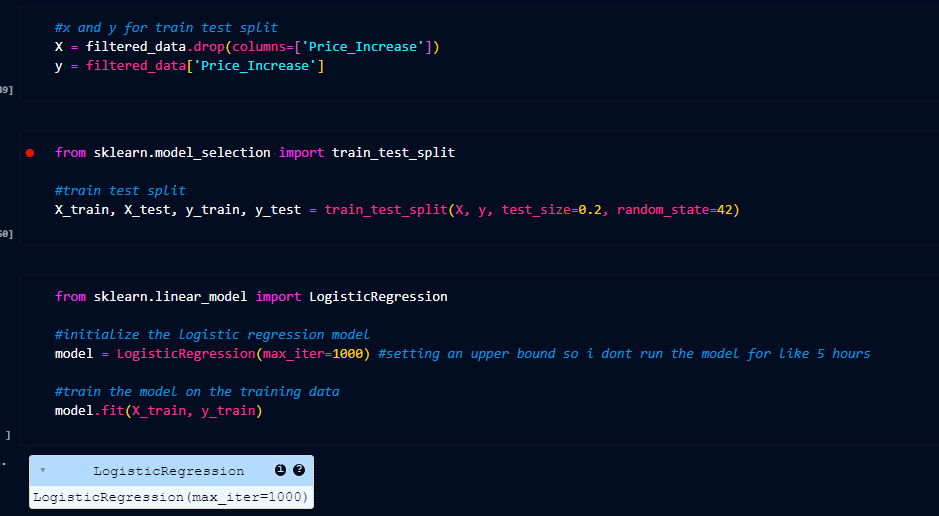 #x and y for train test split
X = filtered_data.drop(columns=['Price_Increase'])
y = filtered_data['Price_Increase']
49]
from sklearn.model_selection import train_test_split
#train test split
X_train, X_test, y_train, y_test = train_test_split(X, y, test_size=0.2, random_state=42)
50]
from sklearn.linear_model import LogisticRegression
#initialize the logistic regression model
model = LogisticRegression(max_iter=1000) #setting an upper bound so i dont run the model for like 5 hours
#train the model on the training data
model.fit(X_train, y_train)
]
..
▾ LogisticRegression i ?
LogisticRegression(max_iter=1000)